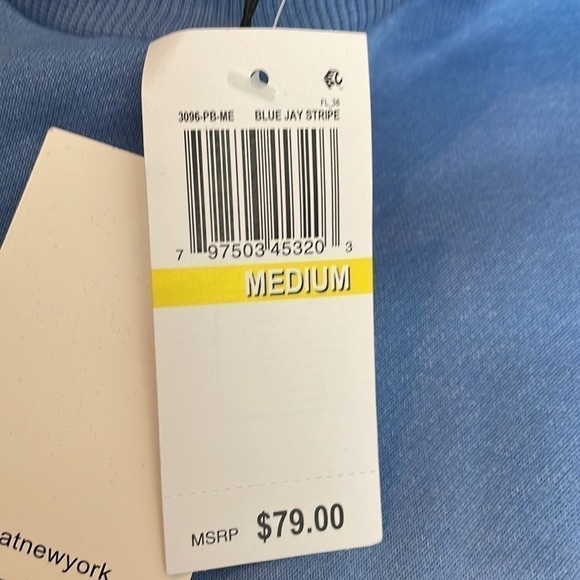 FL_36
3096-PB-ME BLUE JAY STRIPE
7 97503 45320 3
MEDIUM
MSRP $79.00
atnewyork